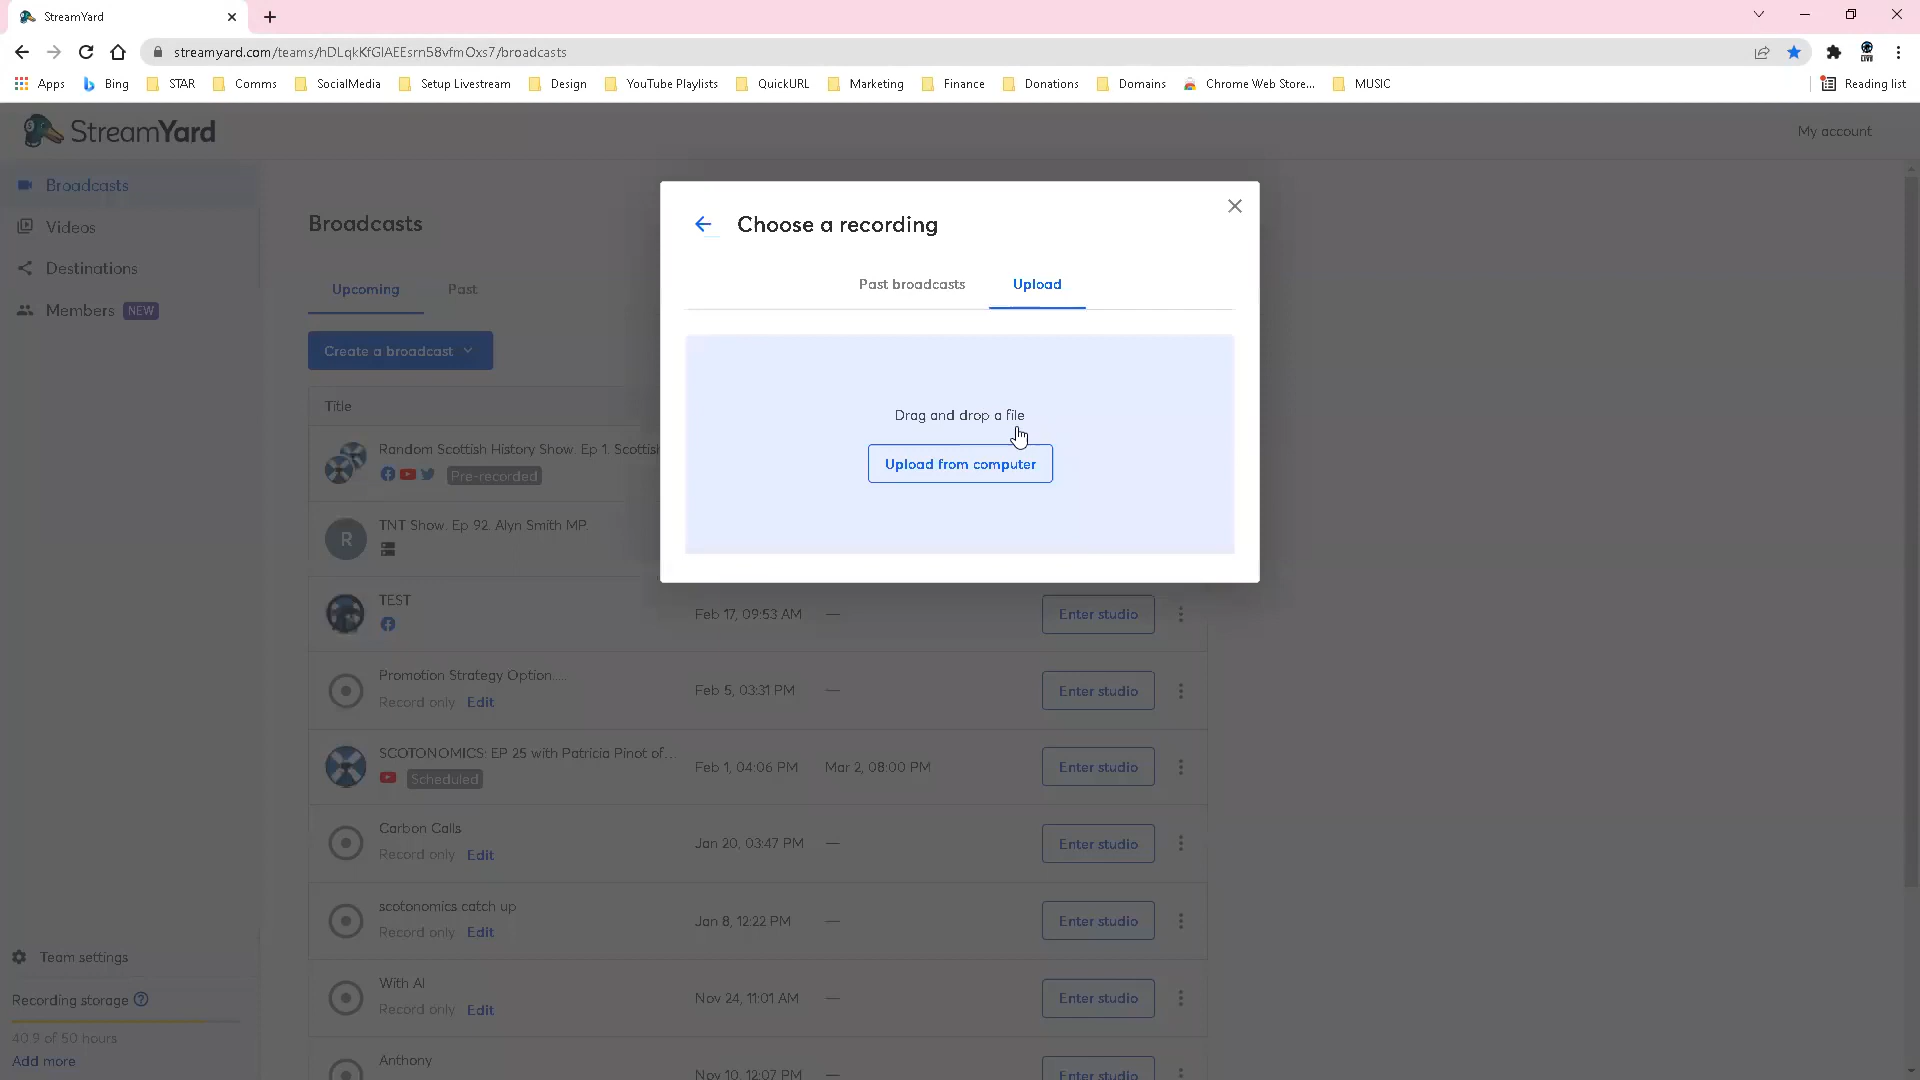 StreamYard
streamyard.com/teams/hDLqkKfGlAEEsrn58vfmOxs7/broadcasts
Apps
Bing
STAR
Comms
SocialMedia
Setup Livestream
Design
YouTube Playlists
QuickURL
Marketing
Finance
Donations
Domains
Chrome Web Store...
MUSIC
Reading list
StreamYard
My account
Broadcasts
Videos
Destinations
Members NEW
Team settings
Recording storage
40.9 of 50 hours
Add more
Broadcasts
Upcoming
Past
Create a broadcast
Title
Random Scottish History Show. Ep 1. Scottish
Pre-recorded
R
TNT Show. Ep 92. Alyn Smith MP.
TEST
Feb 17, 09:53 AM —
Enter studio
Promotion Strategy Option.....
Record only Edit
Feb 5, 03:31 PM —
Enter studio
SCOTONOMICS: EP 25 with Patricia Pinot of...
Scheduled
Feb 1, 04:06 PM Mar 2, 08:00 PM
Enter studio
Carbon Calls
Record only Edit
Jan 20, 03:47 PM —
Enter studio
scotonomics catch up
Record only Edit
Jan 8, 12:22 PM —
Enter studio
With Al
Record only Edit
Nov 24, 11:01 AM —
Enter studio
Anthony
Nov 10, 12:07 PM —
Enter studio
Choose a recording
Past broadcasts
Upload
Drag and drop a file
Upload from computer